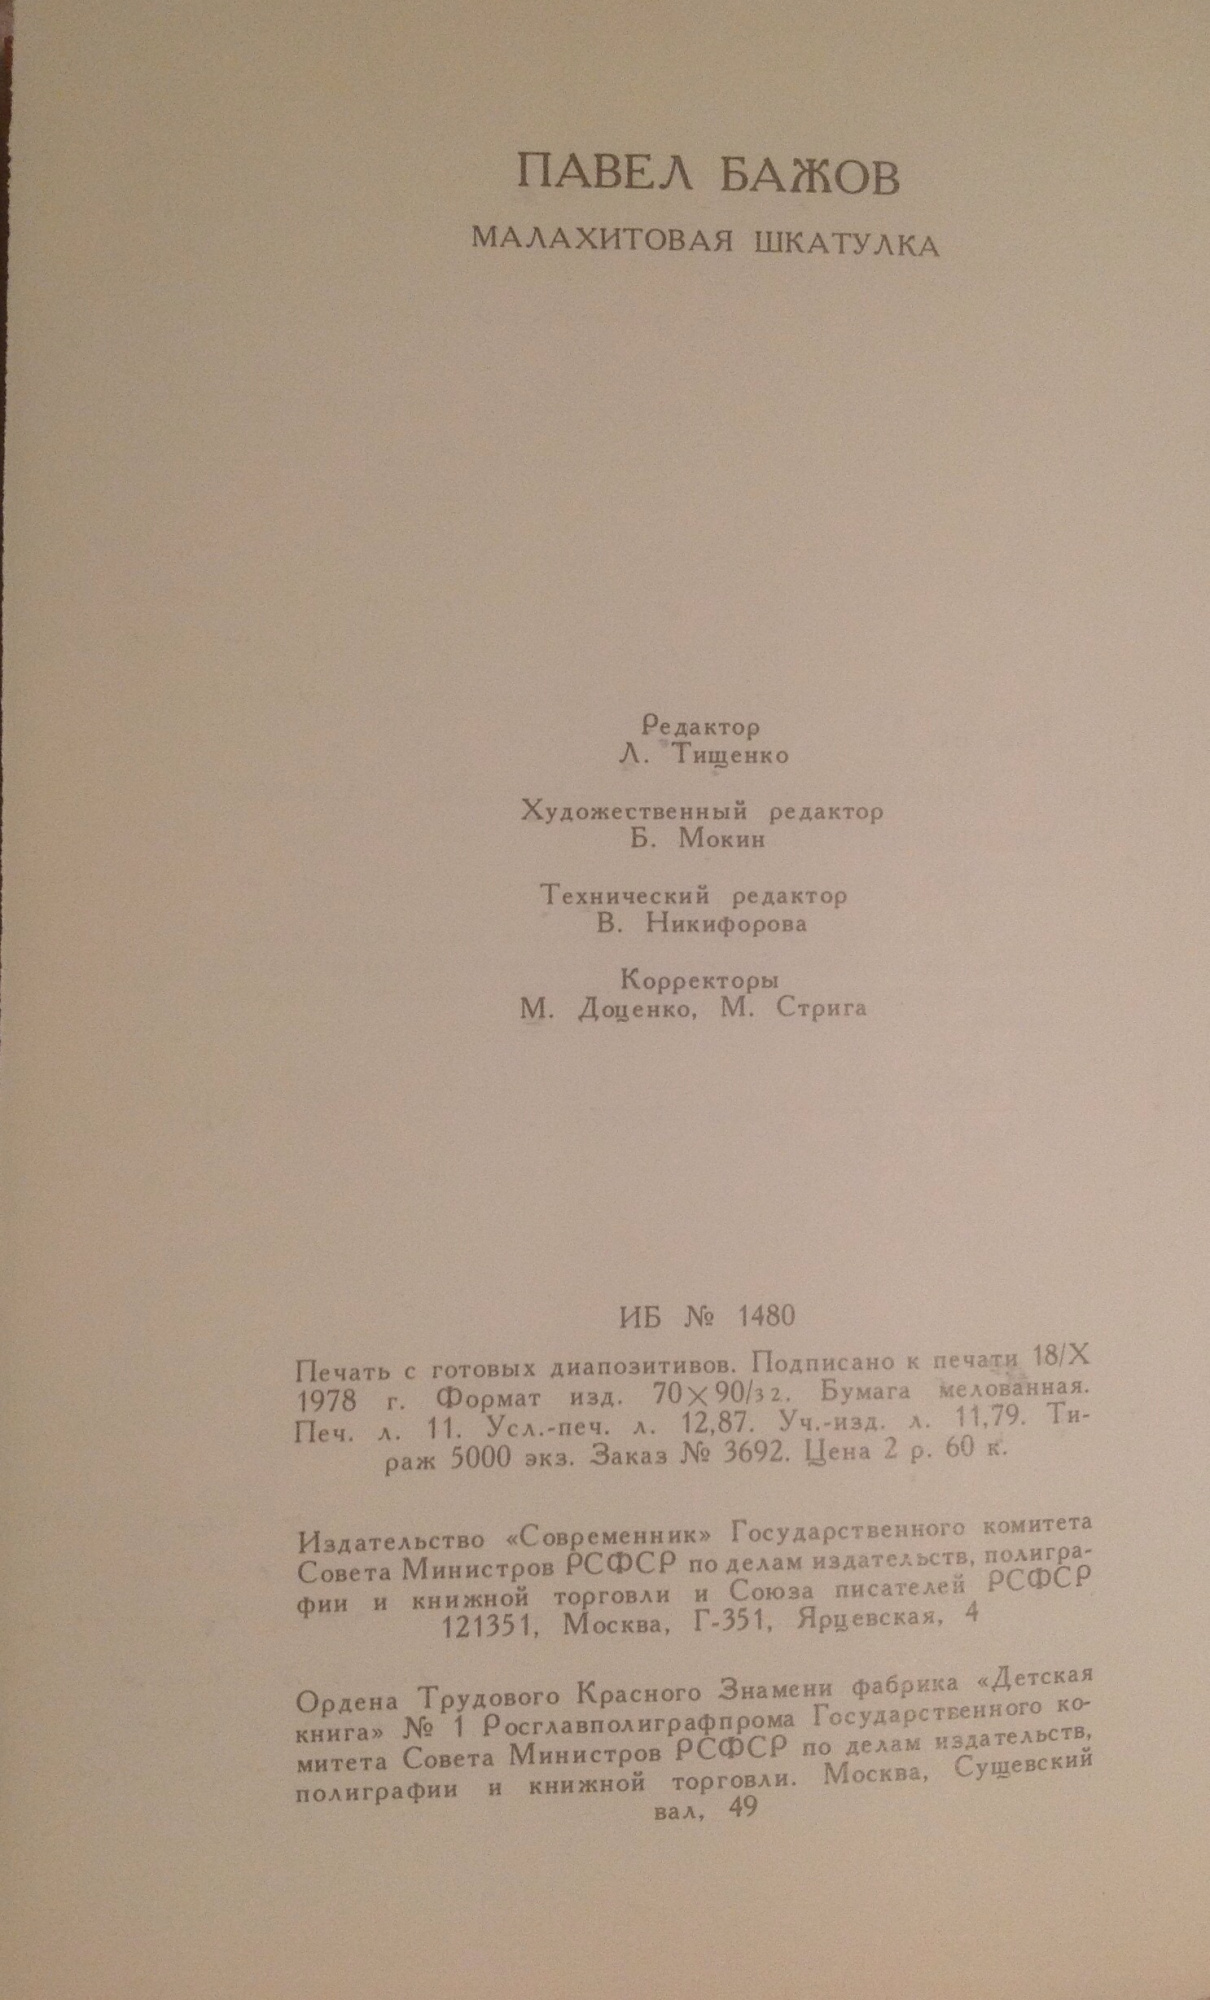 ПАВЕЛ БАЖОВ
МАЛАХИТОВАЯ ШКАТУЛКА
Редактор
Л. Тищенко
Художественный редактор
Б. Мокин
Технический редактор
В. Никифорова
Корректоры
М. Доценко, М. Стрига
ИБ № 1480
Печать с готовых диапозитивов. Подписано к печати 18/X
1978 г. Формат изд. 70×90/32. Бумага мелованная.
Печ. л. 11. Усл.-печ. л. 12,87. Уч.-изд. л. 11,79. Ти-
раж 5000 экз. Заказ № 3692. Цена 2 р. 60 к.
Издательство «Современник» Государственного комитета
Совета Министров РСФСР по делам издательств, полигра-
фии и книжной торговли и Союза писателей РСФСР
121351, Москва, Г-351, Ярцевская, 4
Ордена Трудового Красного Знамени фабрика «Детская
книга» № 1 Росглавполиграфпрома Государственного ко-
митета Совета Министров РСФСР по делам издательств,
полиграфии и книжной торговли. Москва, Сущевский
вал, 49